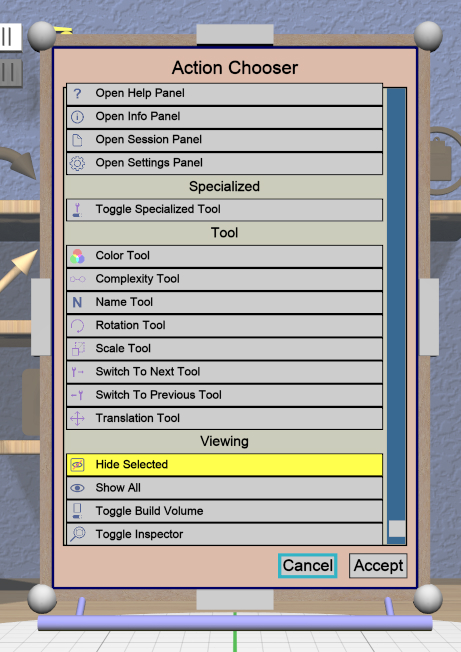 Action Chooser
? Open Help Panel
Open Info Panel
Open Session Panel
Open Settings Panel
Specialized
Toggle Specialized Tool
Tool
Color Tool
Complexity Tool
N Name Tool
Rotation Tool
Scale Tool
Switch To Next Tool
Switch To Previous Tool
Translation Tool
Viewing
Hide Selected
Show All
Toggle Build Volume
Toggle Inspector
Cancel Accept